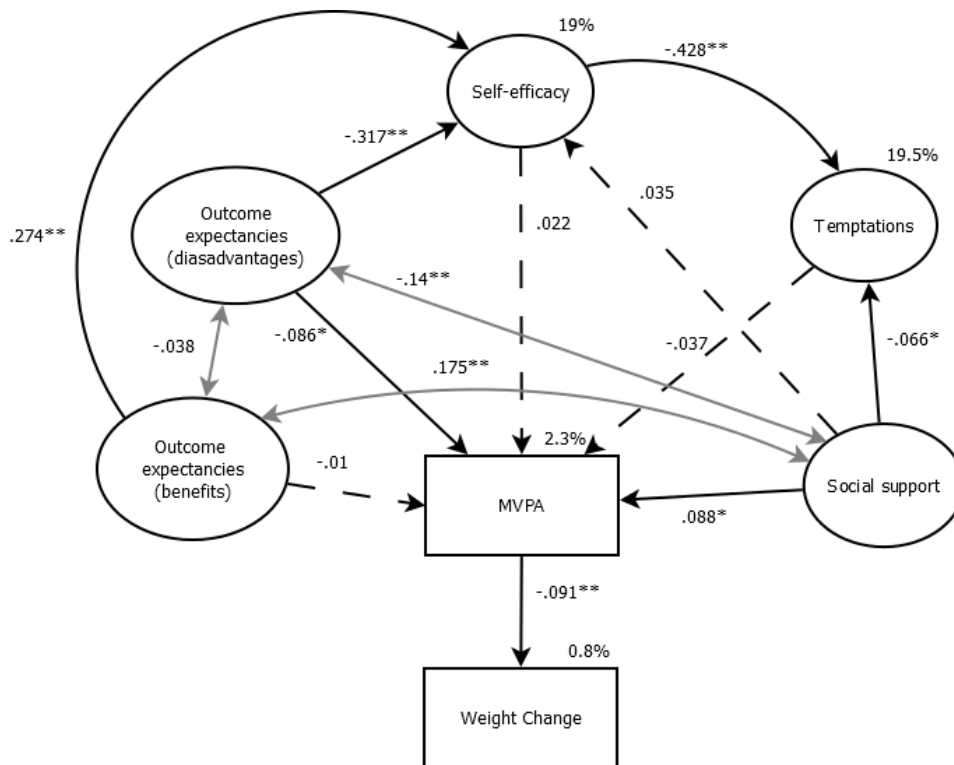 19%
-.428**
Self-efficacy
-.317**
19.5%
Outcome
expectancies
(diasadvantages)
.035
Temptations
.274**
.022
-.14**
-.038
-.086*
-.037
-.066*
.175**
Outcome
expectancies
(benefits)
-.01
2.3%
MVPA
Social support
.088*
-.091**
0.8%
Weight Change